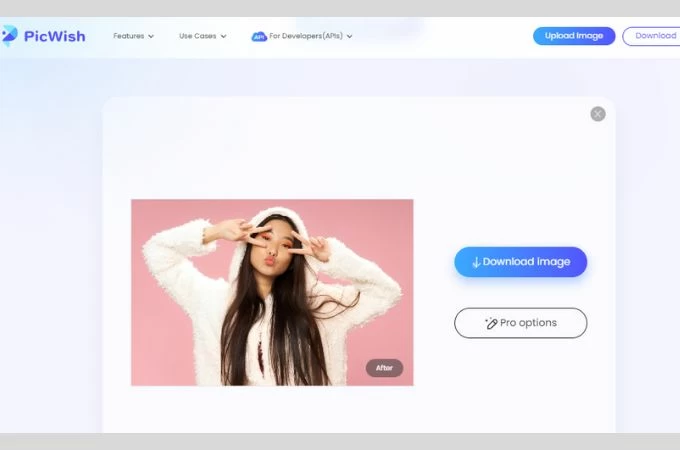 PicWish
Features
Use Cases
API For Developers(APIs)
Upload Image
Download
Download Image
Pro options
After